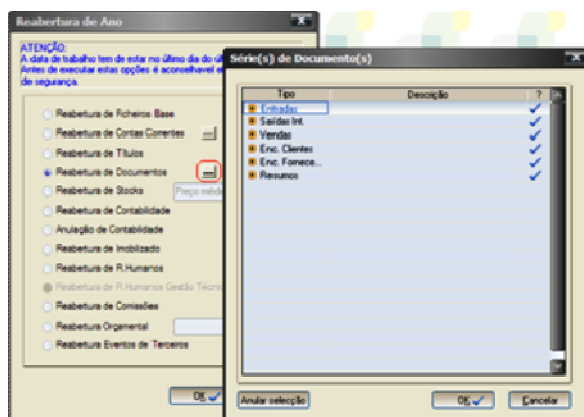 Reabertura de Ano
ATENÇÃO:
A data de trabalho tem de estar no último dia do
Antes de executar estas opções é aconselhavel
de segurança.
Reabertura de Ficheiros Base
Reabertura de Contas Correntes
...
Reabertura de Títulos
Reabertura de Documentos
...
Reabertura de Stocks
Preço médio
Reabertura de Contabilidade
Anulação de Contabilidade
Reabertura de Imobilizado
Reabertura de R.Humanos
Reabertura de R.Humanos Gestão
Reabertura de Comissões
Reabertura Orçamental
Reabertura Eventos de Terceiros
OK
Série(s) de Documento(s)
Tipo Descrição ?
Entradas
Saídas Int.
Vendas
Enc. Clientes
Enc. Fornece...
Resumos
Anular selecção
OK
Cancelar